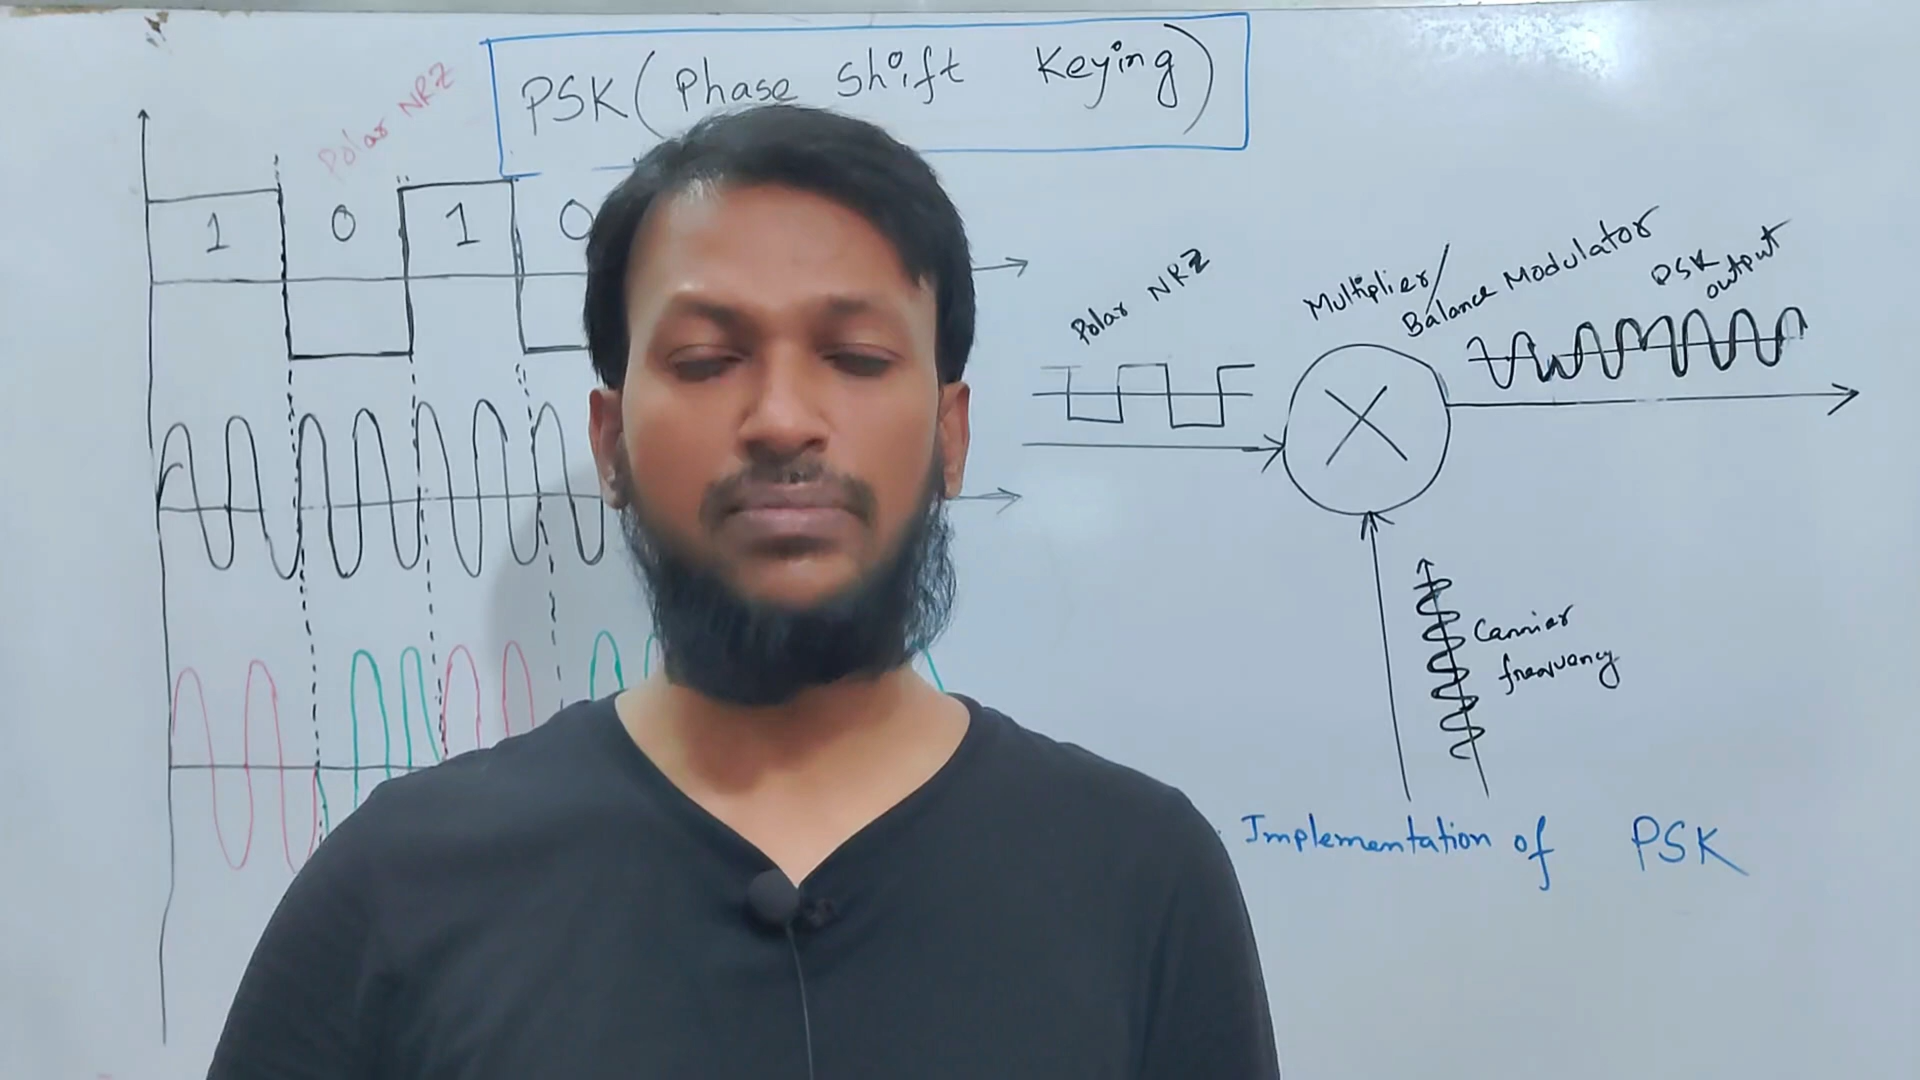 PSK (Phase Shift Keying)
Polar NRZ
1 0 1 0
Polar NRZ
Multiplier/
Balance Modulator
PSK
output
Carrier
frequency
Implementation of PSK